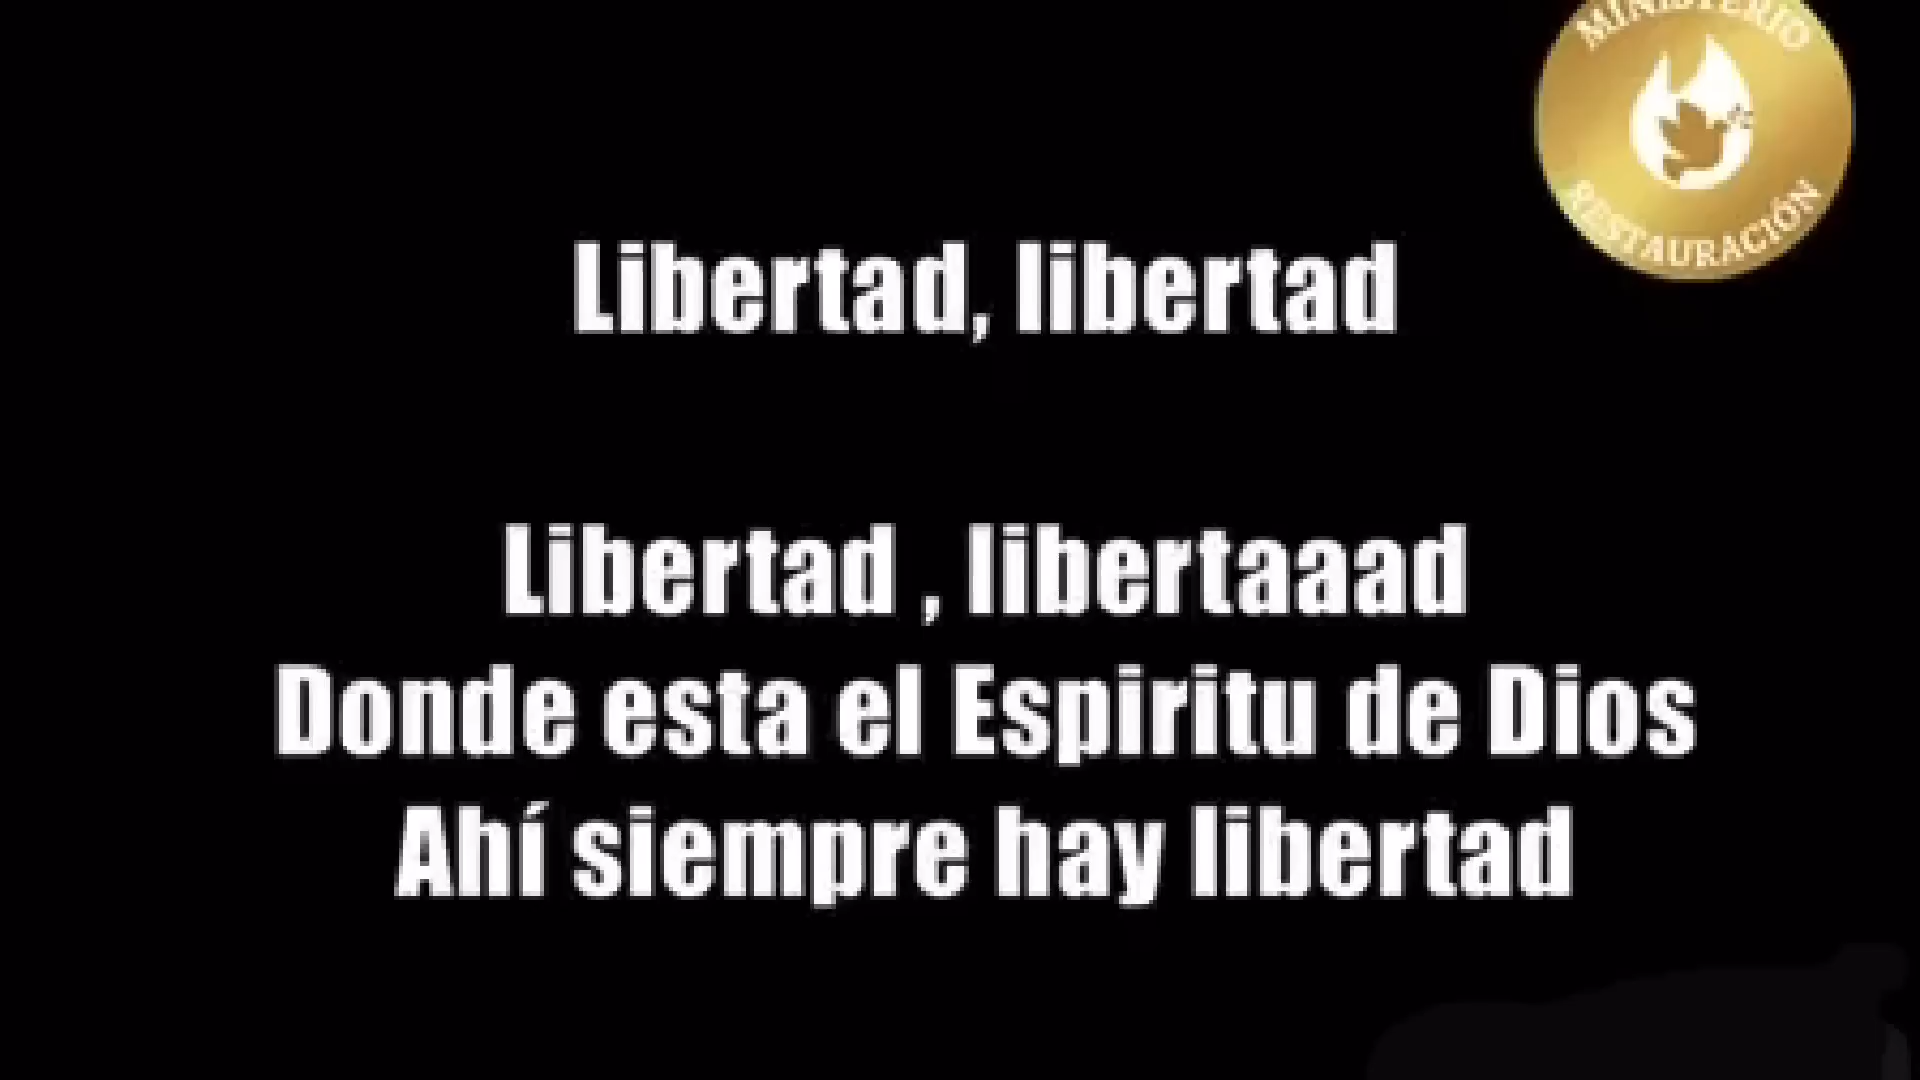 MINISTERIO
RESTAURACIÓN
Libertad, libertad
Libertad , libertaaad
Donde esta el Espiritu de Dios
Ahí siempre hay libertad